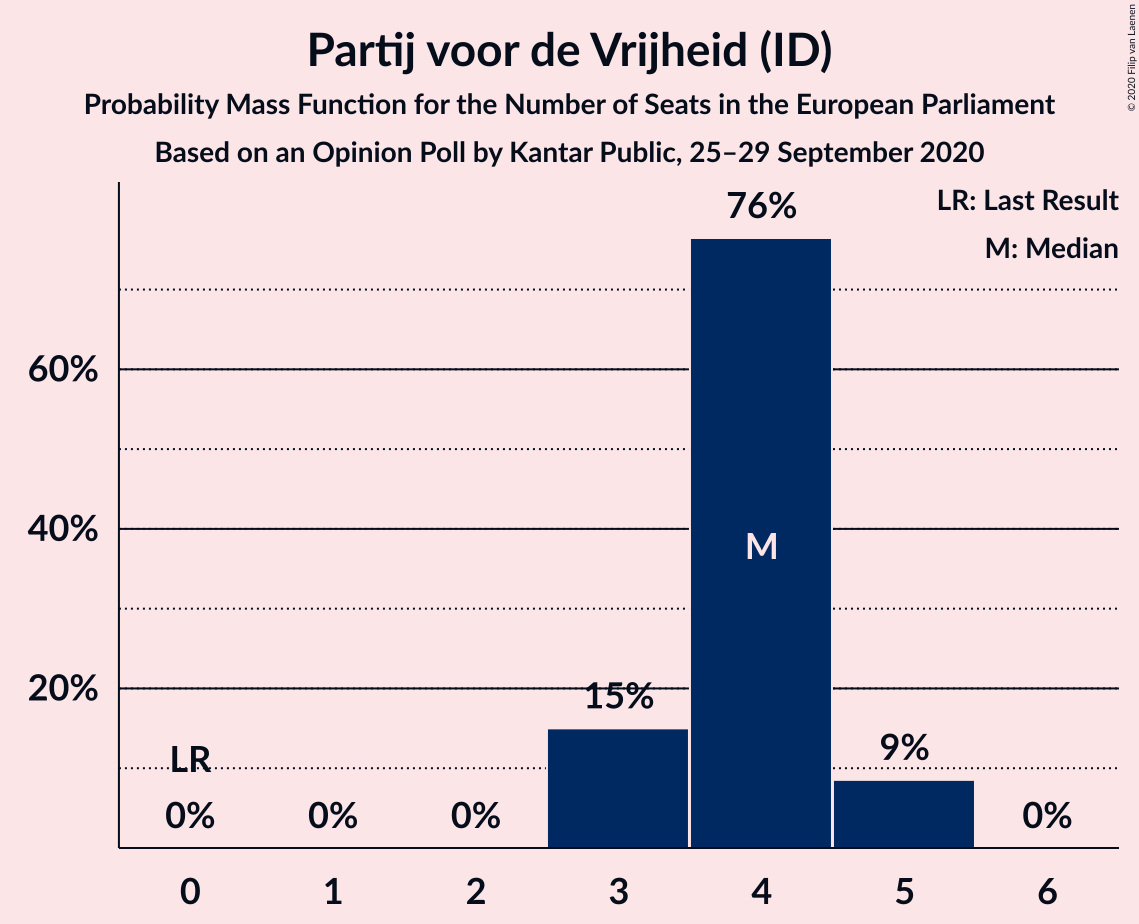 Partij voor de Vrijheid (ID)
Probability Mass Function for the Number of Seats in the European Parliament
Based on an Opinion Poll by Kantar Public, 25–29 September 2020
© 2020 Filip van Laenen
LR: Last Result
M: Median
76%
60%
40%
20%
M
15%
9%
LR
0%
0%
0%
0%
0
1
2
3
4
5
6